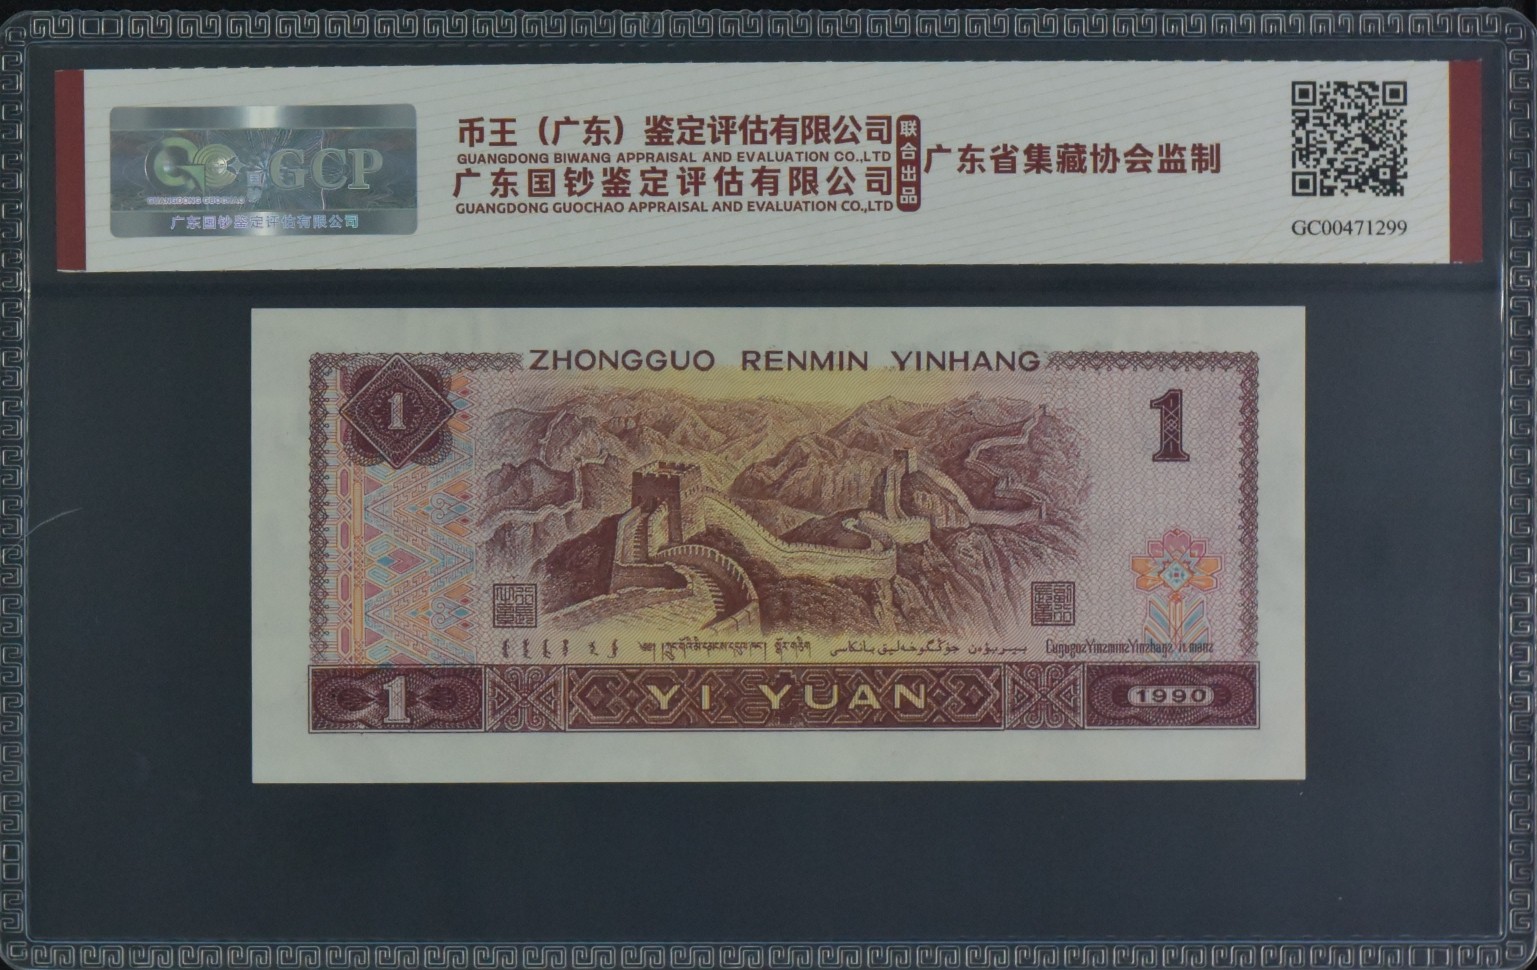 GCP
GUANGDONG GUOCHAO
广东国钞鉴定评估有限公司
币王（广东）鉴定评估有限公司
GUANGDONG BIWANG APPRAISAL AND EVALUATION CO.,LTD
广东国钞鉴定评估有限公司
GUANGDONG GUOCHAO APPRAISAL AND EVALUATION CO.,LTD
联合出品
广东省集藏协会监制
GC00471299
ZHONGGUO RENMIN YINHANG
1
1
1
YI YUAN
1990